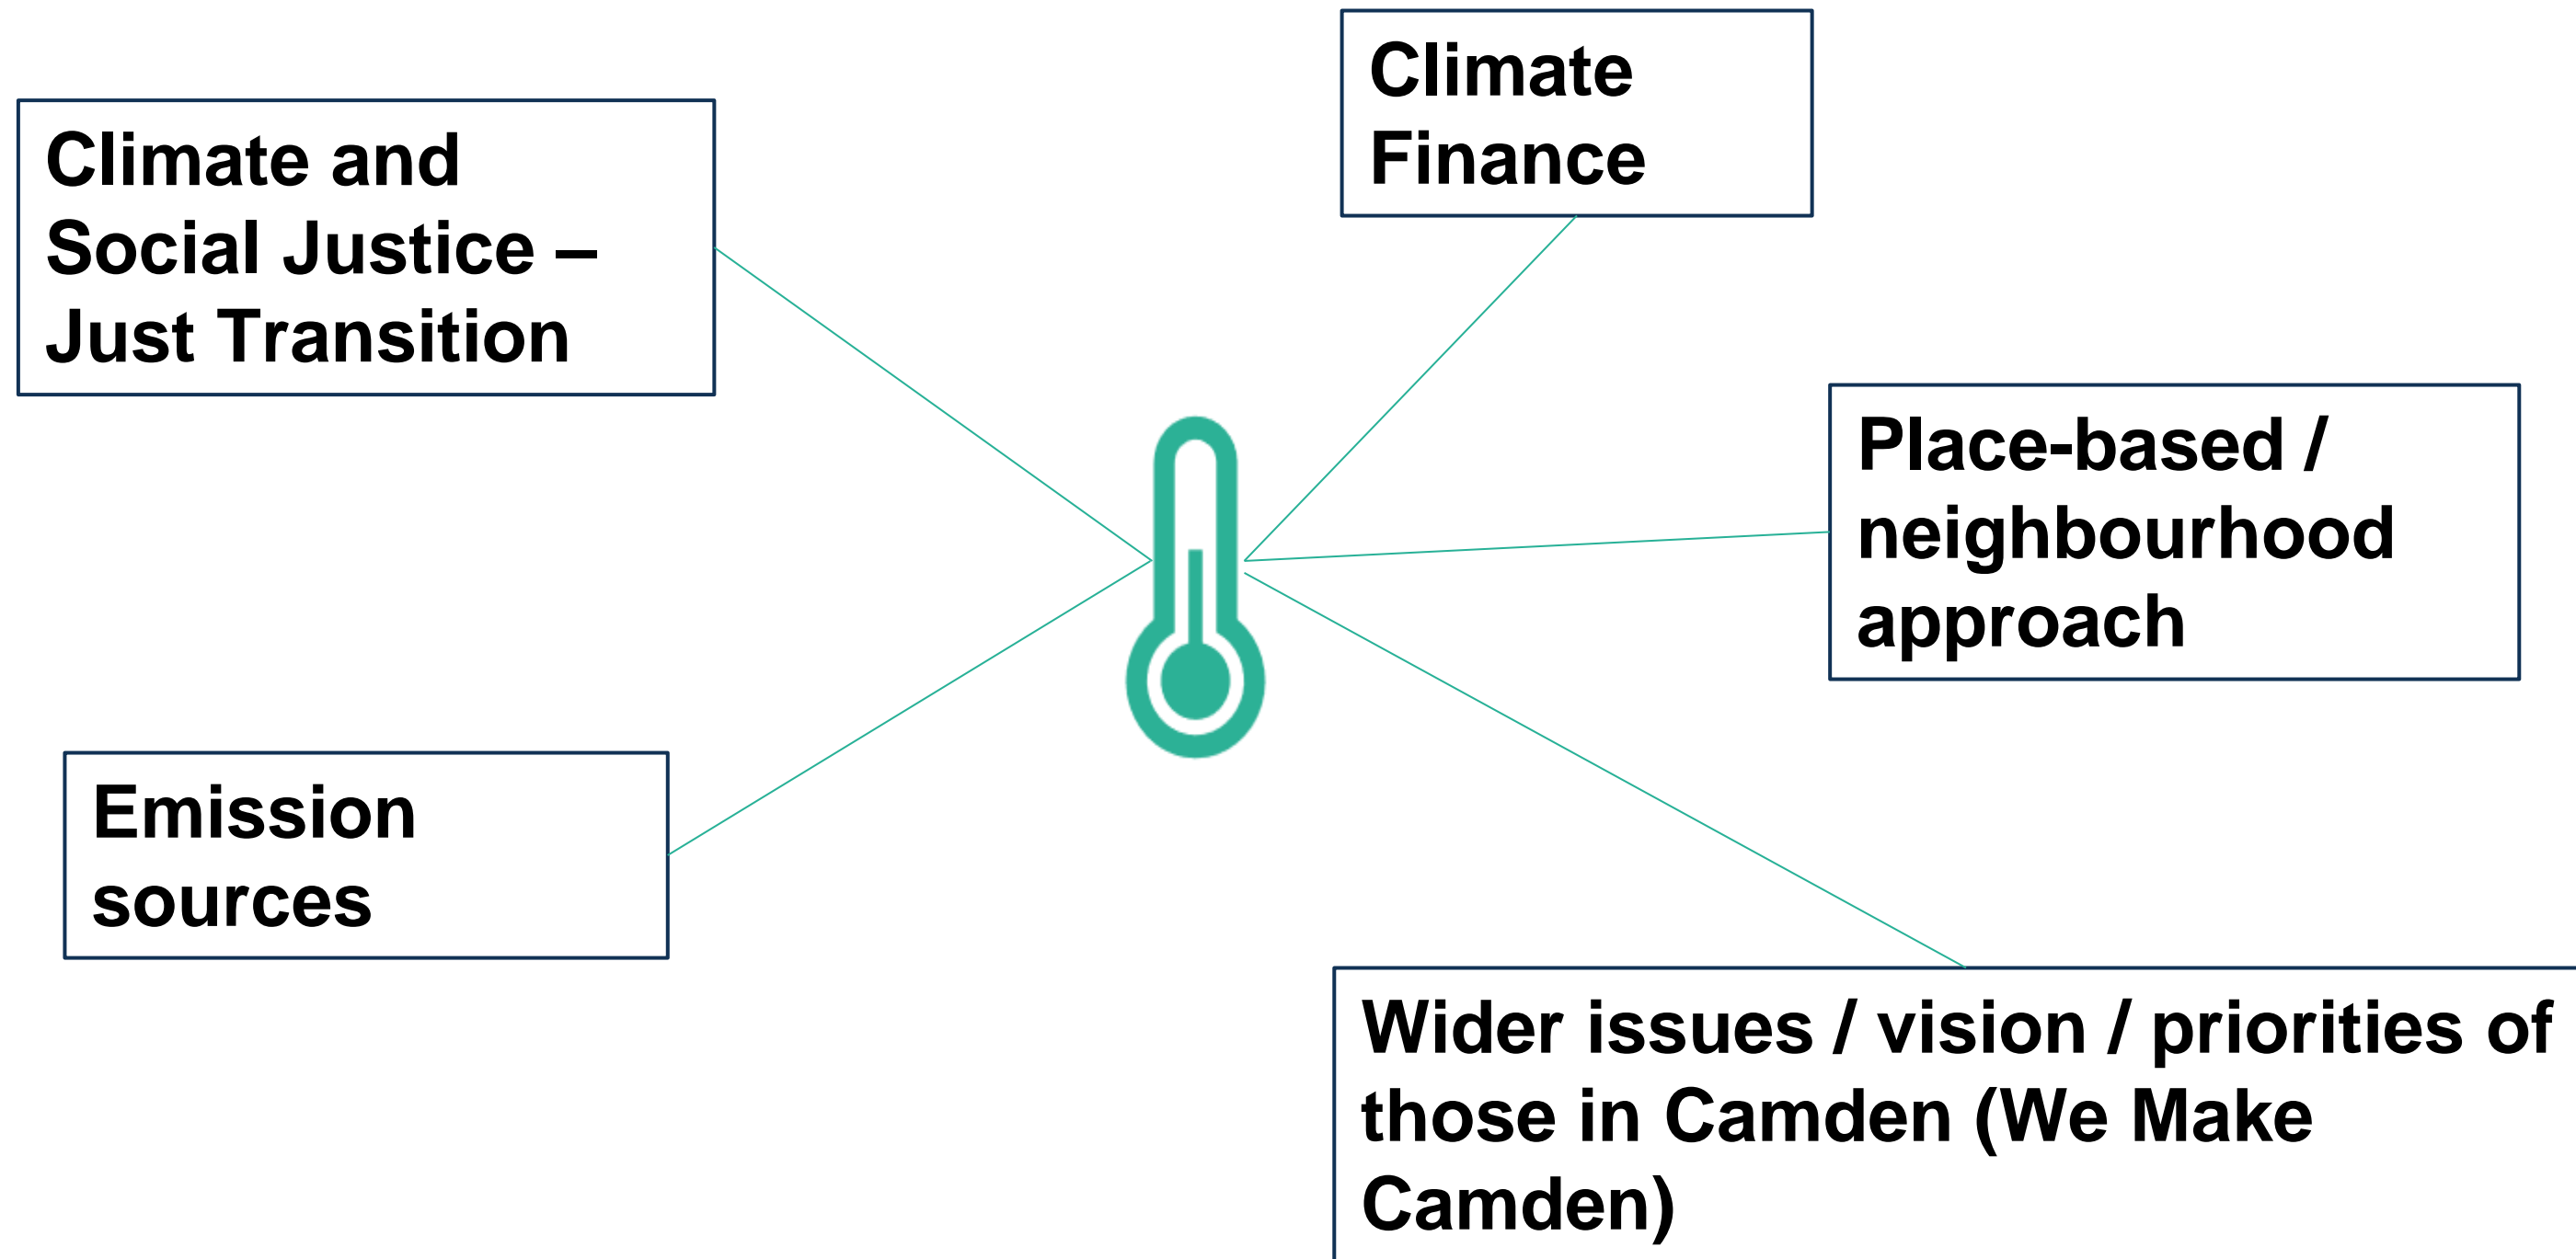 Climate and
Social Justice –
Just Transition
Climate
Finance
Place-based /
neighbourhood
approach
Emission
sources
Wider issues / vision / priorities of
those in Camden (We Make
Camden)